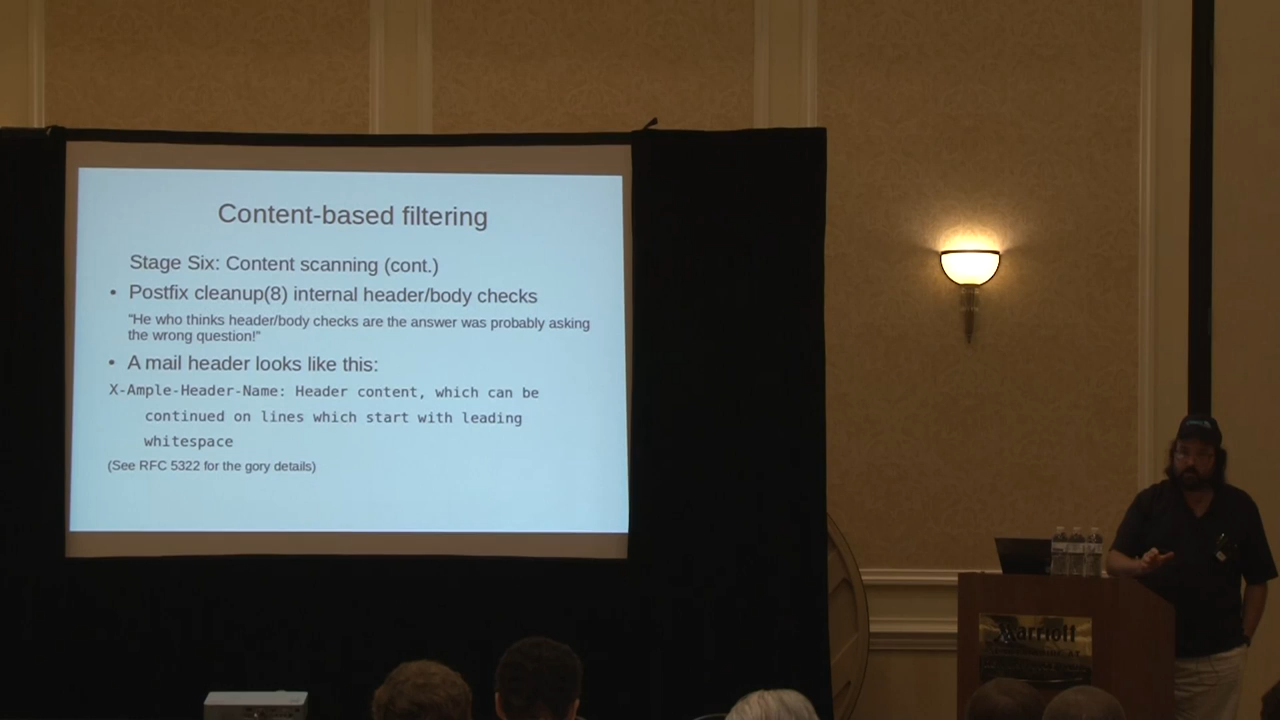 Content-based filtering
Stage Six: Content scanning (cont.)
• Postfix cleanup(8) internal header/body checks
"He who thinks header/body checks are the answer was probably asking
the wrong question!"
• A mail header looks like this:
X-Ample-Header-Name: Header content, which can be
continued on lines which start with leading
whitespace
(See RFC 5322 for the gory details)
Marriott